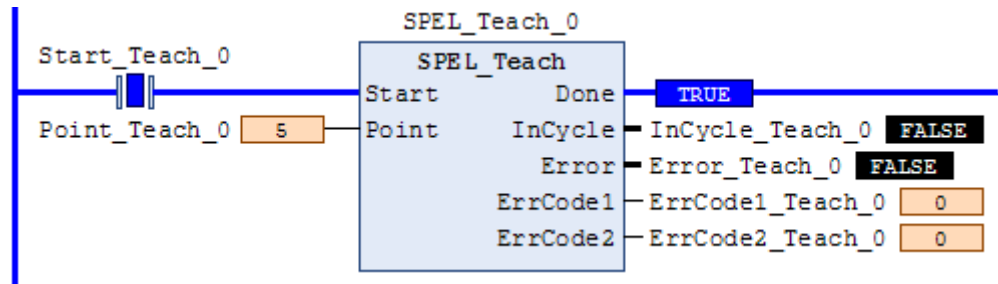 SPEL_Teach_0
Start_Teach_0
SPEL_Teach
Start Done TRUE
Point_Teach_0 5 Point InCycle InCycle_Teach_0 FALSE
Error Error_Teach_0 FALSE
ErrCode1 ErrCode1_Teach_0 0
ErrCode2 ErrCode2_Teach_0 0